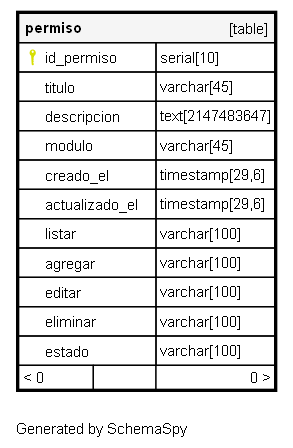 permiso [table]
id_permiso serial[10]
titulo varchar[45]
descripcion text[2147483647]
modulo varchar[45]
creado_el timestamp[29,6]
actualizado_el timestamp[29,6]
listar varchar[100]
agregar varchar[100]
editar varchar[100]
eliminar varchar[100]
estado varchar[100]
< 0 0 >
Generated by SchemaSpy